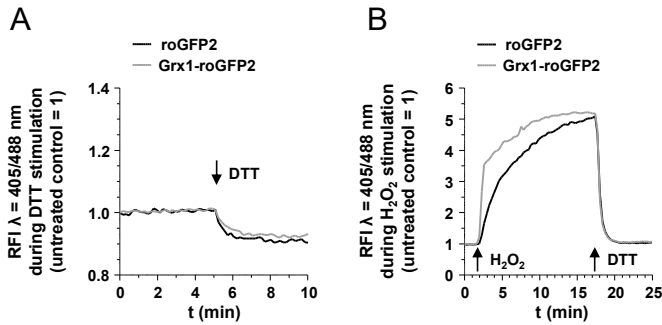 A
roGFP2
Grx1-roGFP2
RFI λ = 405/488 nm
during DTT stimulation
(untreated control = 1)
1.4
1.2
1.0
0.8
DTT
0 2 4 6 8 10
t (min)
B
roGFP2
Grx1-roGFP2
RFI λ = 405/488 nm
during H₂O₂ stimulation
(untreated control = 1)
6
5
4
3
2
1
0
H₂O₂
DTT
0 5 10 15 20 25
t (min)